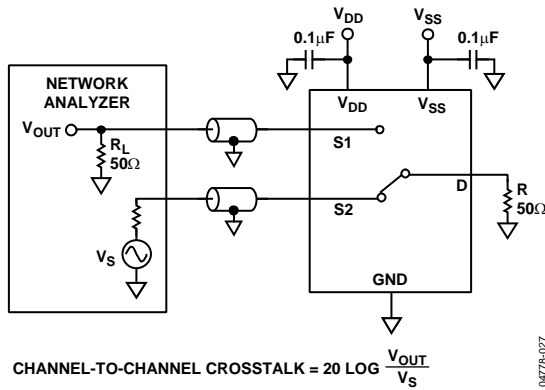 V_DD
V_SS
0.1µF
0.1µF
NETWORK
ANALYZER
V_DD
V_SS
V_OUT
R_L
50Ω
S1
S2
D
R
50Ω
V_S
GND
CHANNEL-TO-CHANNEL CROSSTALK = 20 LOG V_OUT / V_S
04778-027